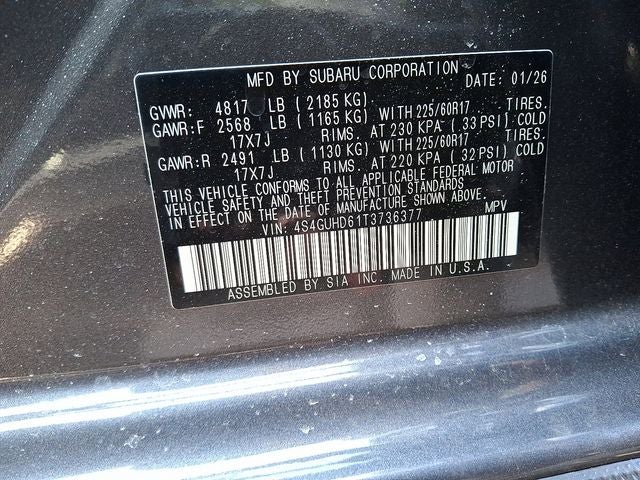 MFD BY SUBARU CORPORATION DATE: 01/26
GVWR: 4817 LB ( 2185 KG)
GAWR:F 2568 LB ( 1165 KG) WITH 225/60R17 TIRES.
17X7J RIMS. AT 230 KPA ( 33 PSI) COLD
GAWR:R 2491 LB ( 1130 KG) WITH 225/60R17 TIRES.
17X7J RIMS. AT 220 KPA ( 32 PSI) COLD
THIS VEHICLE CONFORMS TO ALL APPLICABLE FEDERAL MOTOR
VEHICLE SAFETY AND THEFT PREVENTION STANDARDS
IN EFFECT ON THE DATE OF MANUFACTURE SHOWN ABOVE.
VIN: 4S4GUHD61T3736377 MPV
ASSEMBLED BY SIA INC. MADE IN U.S.A.